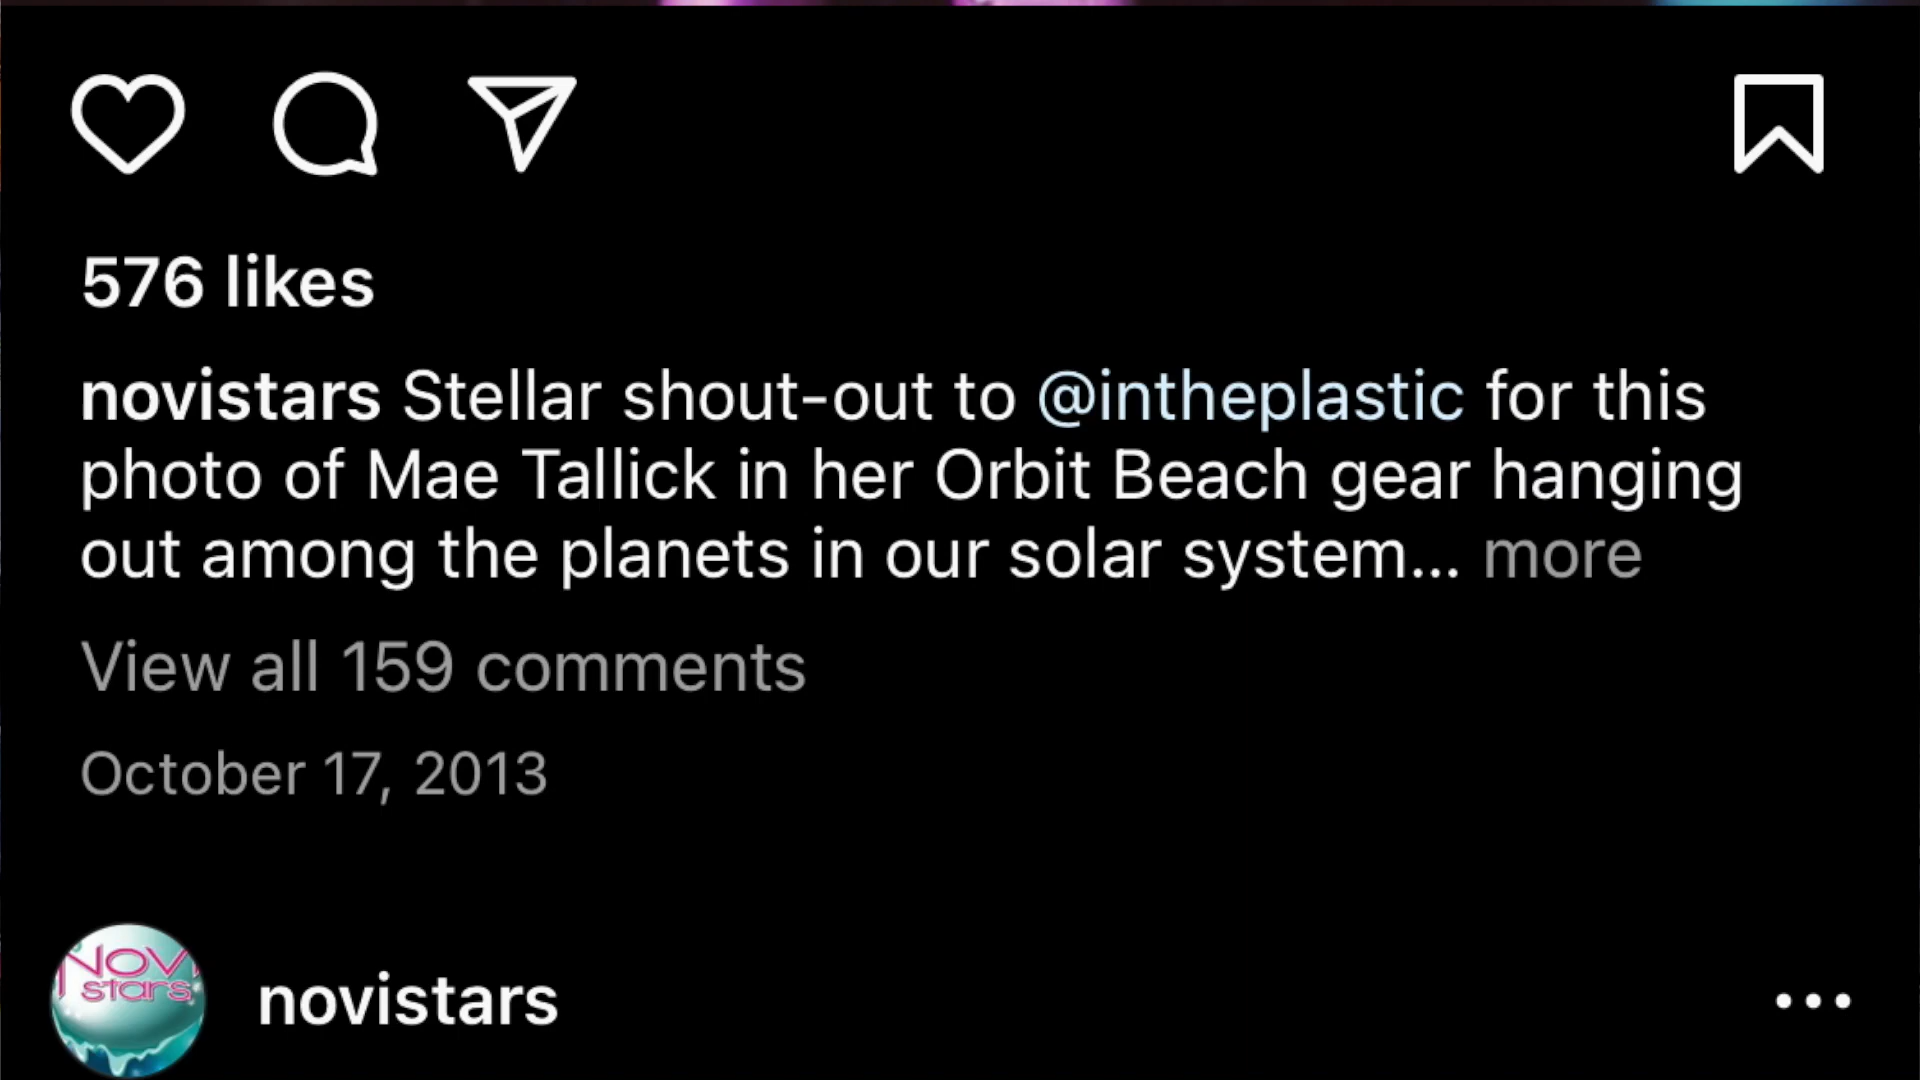 576 likes
novistars Stellar shout-out to @intheplastic for this
photo of Mae Tallick in her Orbit Beach gear hanging
out among the planets in our solar system... more
View all 159 comments
October 17, 2013
NOVI
stars
novistars